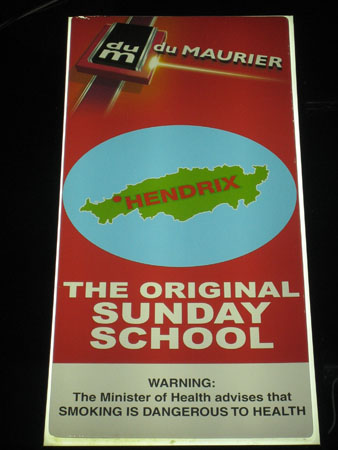 du
m
du MAURIER
HENDRIX
THE ORIGINAL
SUNDAY
SCHOOL
WARNING:
The Minister of Health advises that
SMOKING IS DANGEROUS TO HEALTH